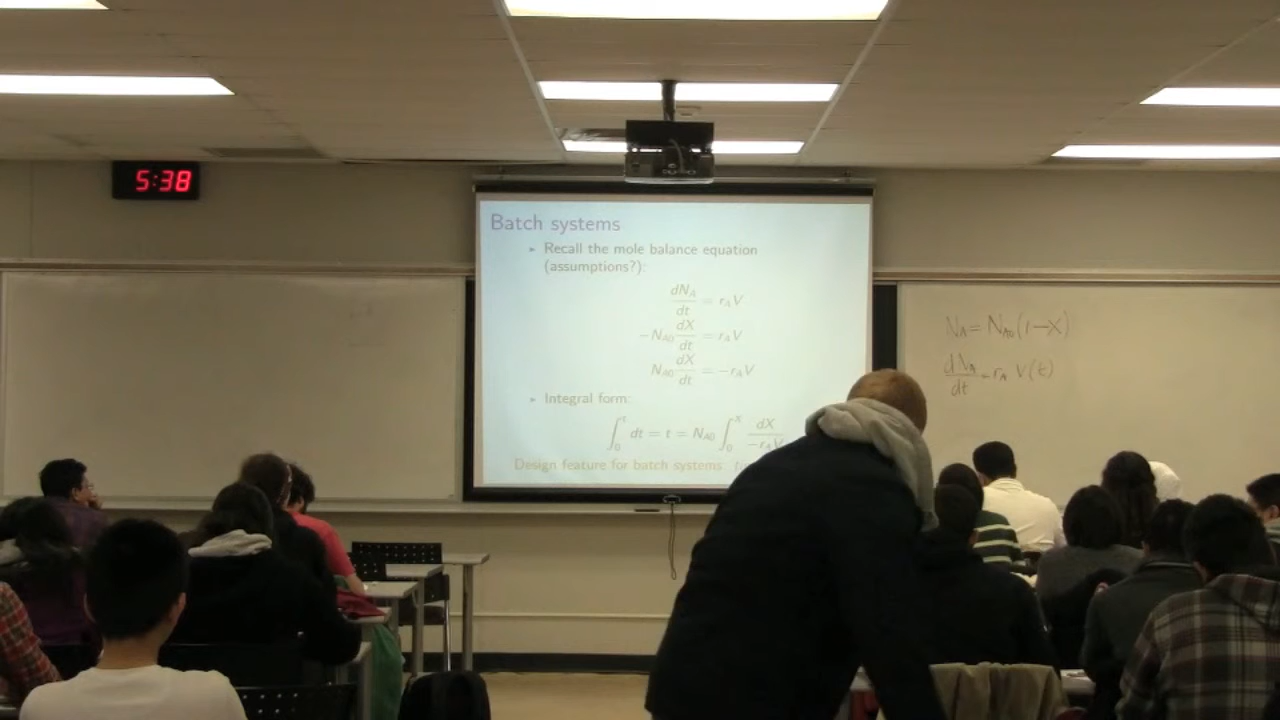 5:38
Batch systems
▸ Recall the mole balance equation
(assumptions?):
dN_A/dt = r_A V
−N_A0 dX/dt = r_A V
N_A0 dX/dt = −r_A V
▸ Integral form:
∫_0^t dt = t = N_A0 ∫_0^X dX/−r_A V
Design feature for batch systems...
N_A = N_A0 (1−X)
dN_A/dt = r_A V(t)